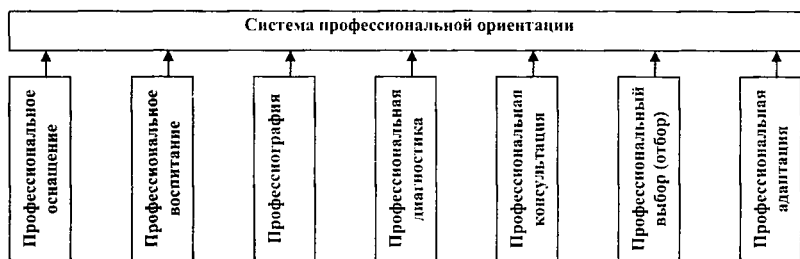 Система профессиональной ориентации
Профессиональное
оснащение
Профессиональное
воспитание
Профессиография
Профессиональная
диагностика
Профессиональная
консультация
Профессиональный
выбор (отбор)
Профессиональная
адаптация